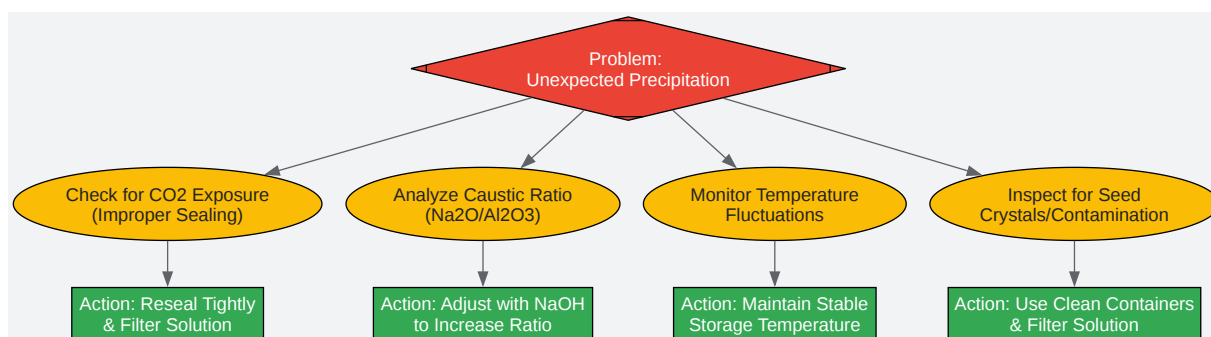 Problem:
Unexpected Precipitation
Check for CO2 Exposure
(Improper Sealing)
Analyze Caustic Ratio
(Na2O/Al2O3)
Monitor Temperature
Fluctuations
Inspect for Seed
Crystals/Contamination
Action: Reseal Tightly
& Filter Solution
Action: Adjust with NaOH
to Increase Ratio
Action: Maintain Stable
Storage Temperature
Action: Use Clean Containers
& Filter Solution